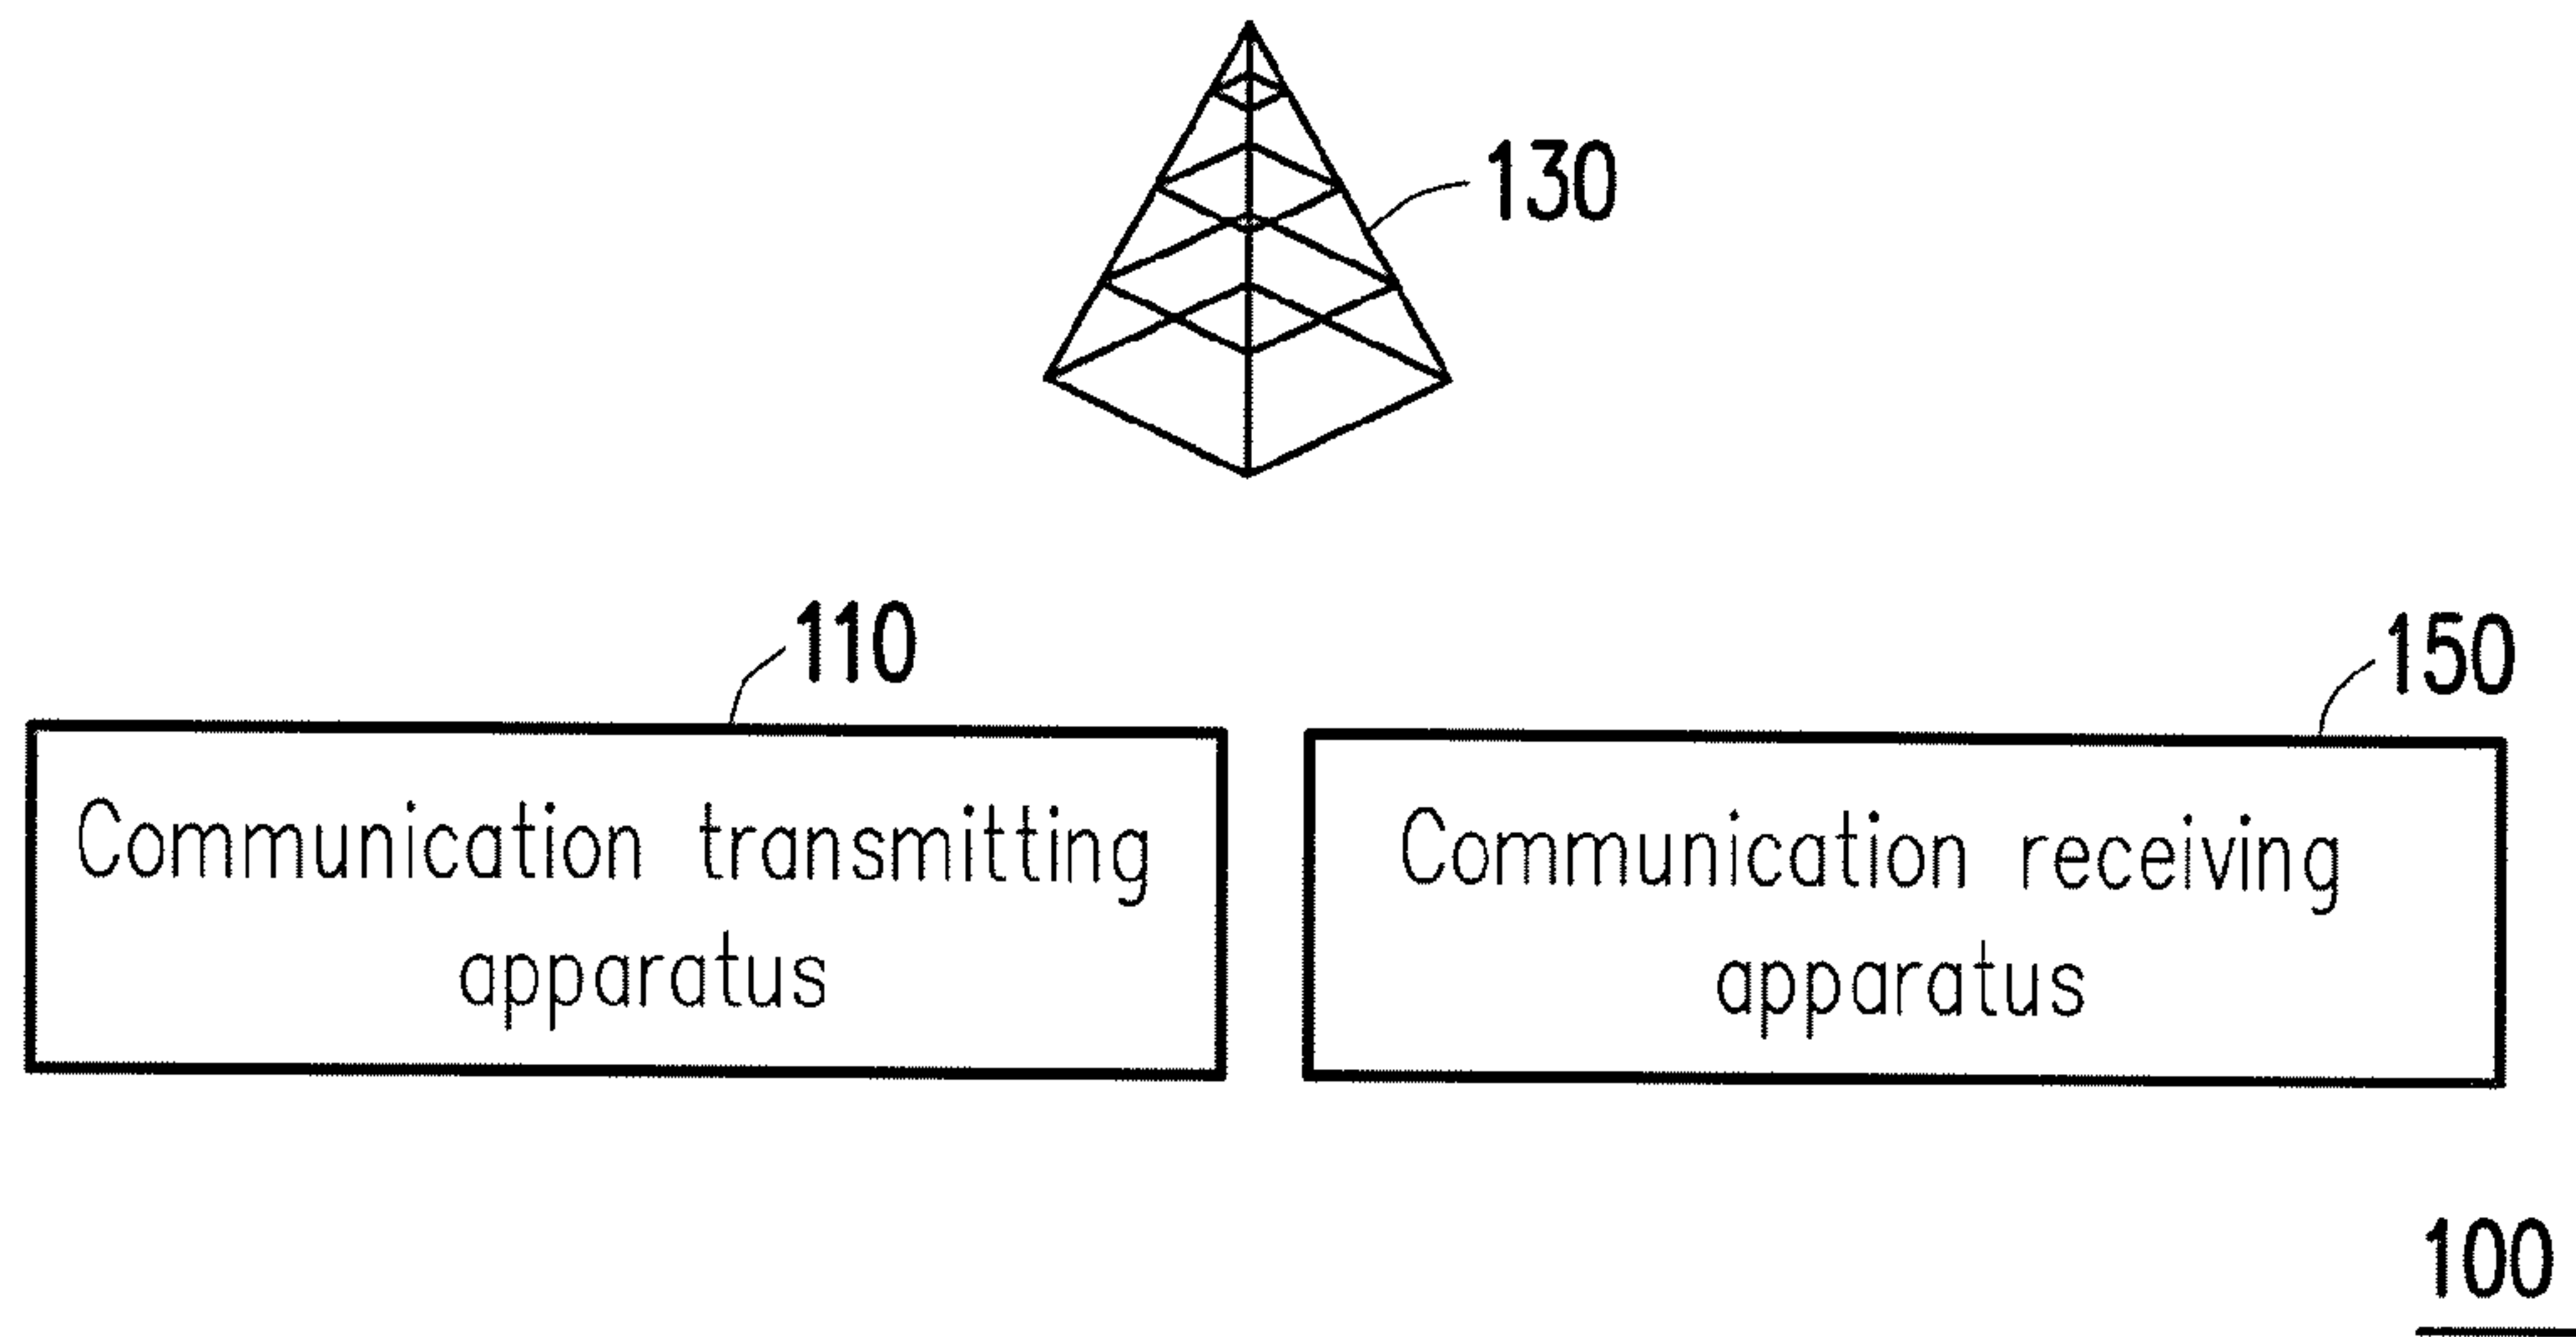 130
110
150
Communication transmitting
apparatus
Communication receiving
apparatus
100